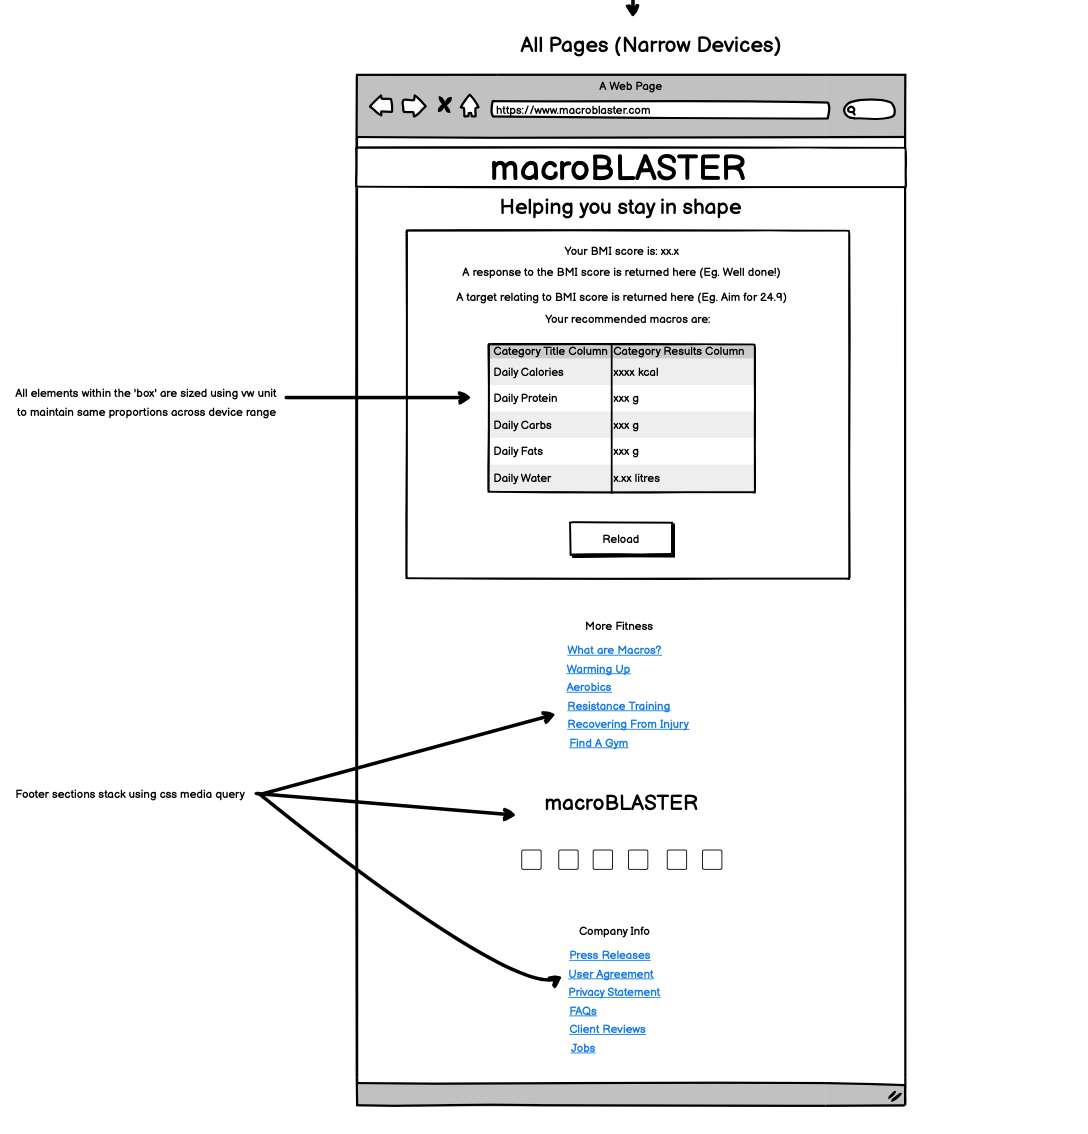 All Pages (Narrow Devices)
A Web Page
https://www.macroblaster.com
macroBLASTER
Helping you stay in shape
Your BMI score is: xx.x
A response to the BMI score is returned here (Eg. Well done!)
A target relating to BMI score is returned here (Eg. Aim for 24.9)
Your recommended macros are:
Category Title Column Category Results Column
Daily Calories xxxx kcal
Daily Protein xxx g
Daily Carbs xxx g
Daily Fats xxx g
Daily Water x.xx litres
All elements within the 'box' are sized using vw unit
to maintain same proportions across device range
Reload
More Fitness
What are Macros?
Warming Up
Aerobics
Resistance Training
Recovering From Injury
Find A Gym
Footer sections stack using css media query
macroBLASTER
Company Info
Press Releases
User Agreement
Privacy Statement
FAQs
Client Reviews
Jobs